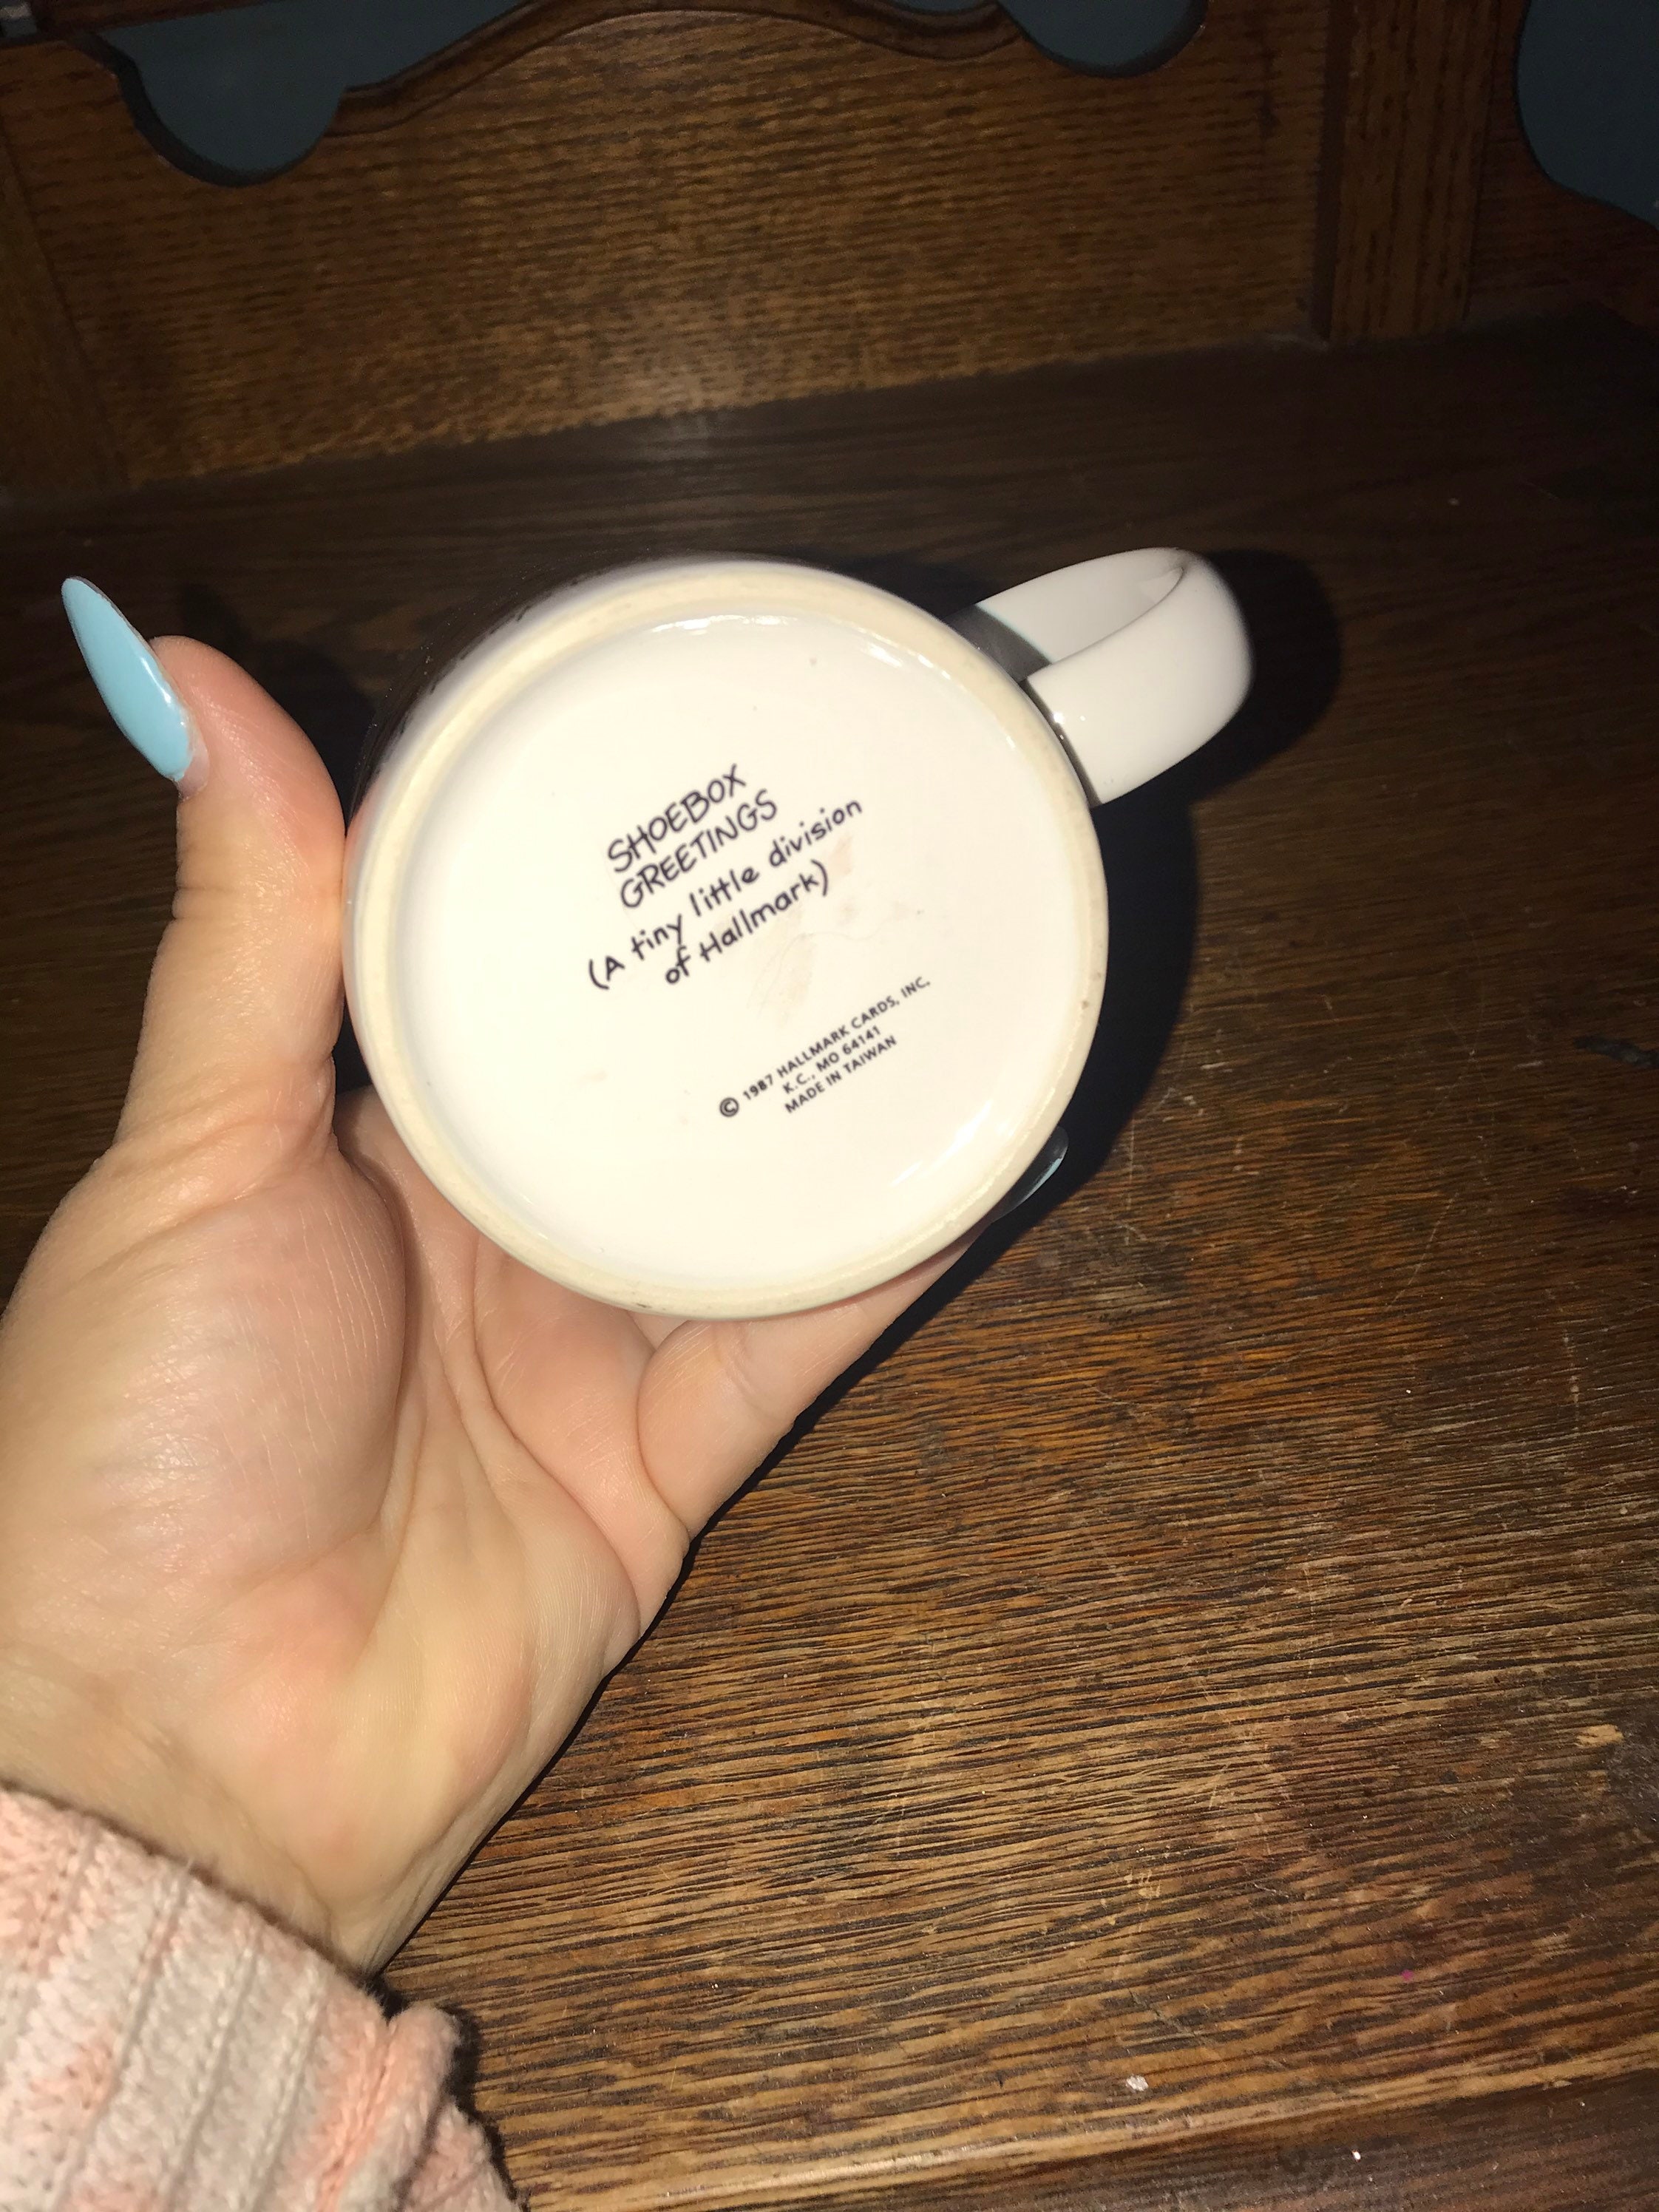 SHOEBOX
GREETINGS
(A tiny little division
of Hallmark)
© 1987 HALLMARK CARDS, INC.
K.C., MO 64141
MADE IN TAIWAN